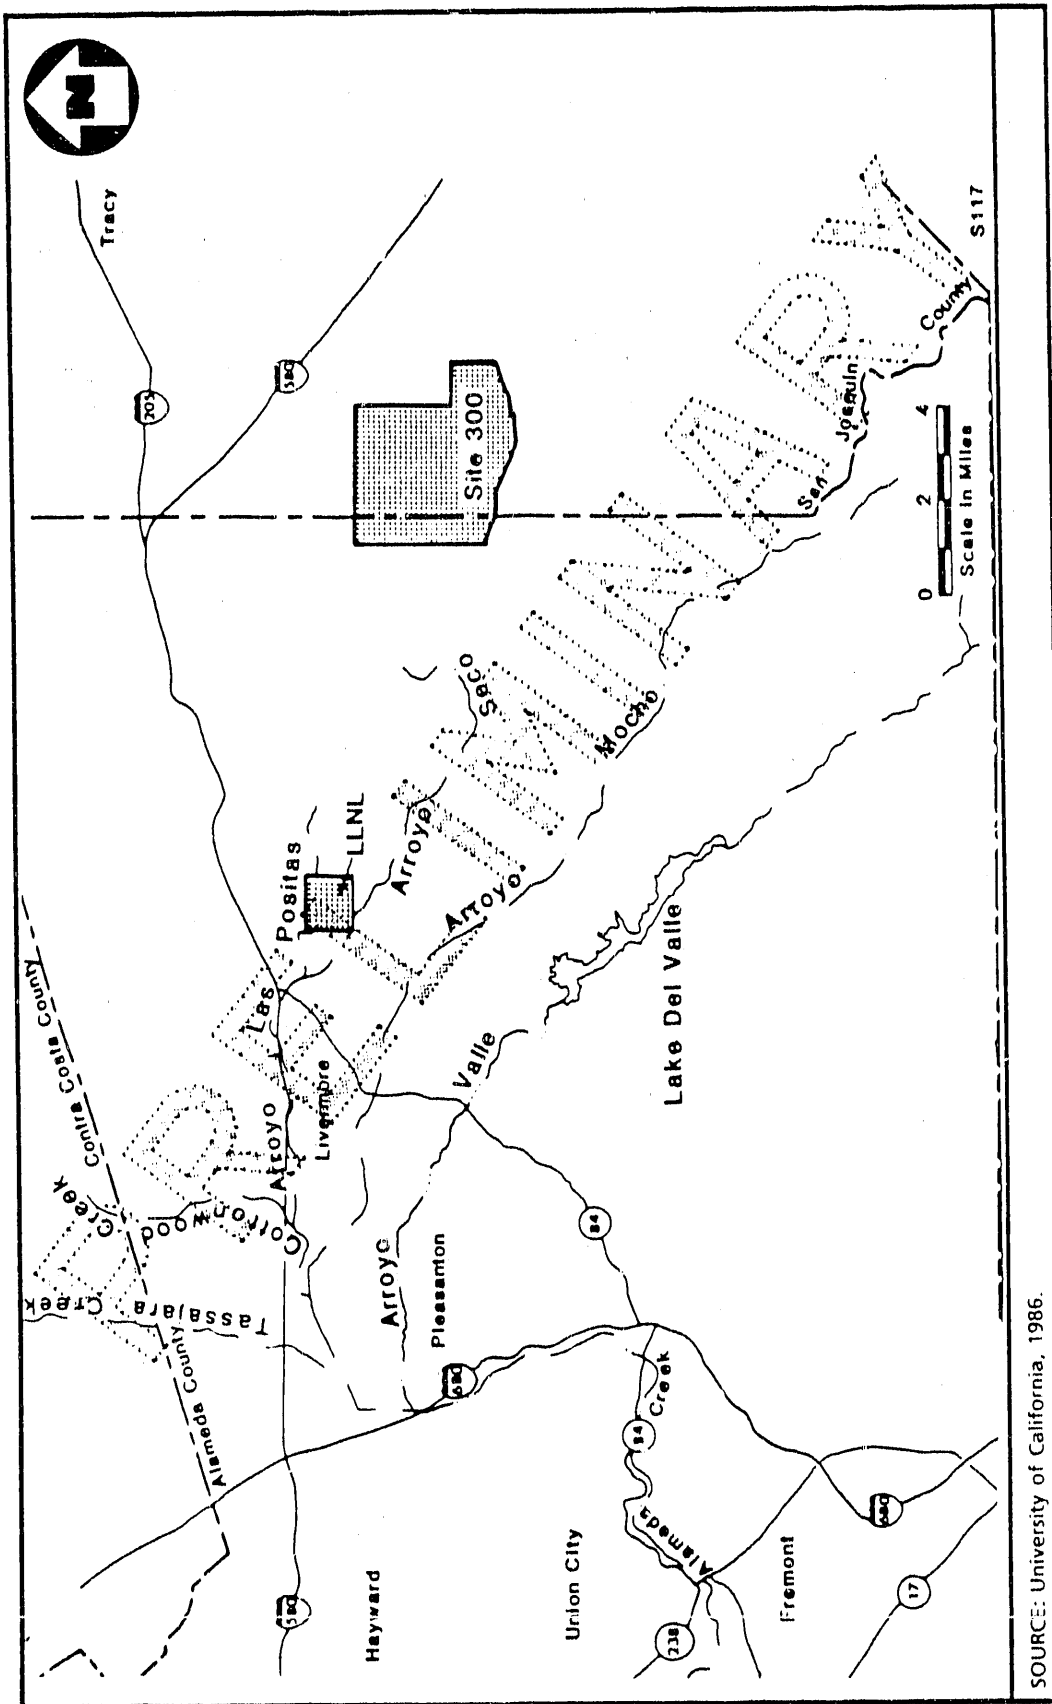 N
Tracy
205
580
Site 300
Contra Costa County
Alameda County
Tassajara Creek
Cottonwood Creek
Arroyo Las Positas
LLNL
Livermore
Arroyo Seco
Arroyo Mocho
Arroyo Valle
Lake Del Valle
San Joaquin County
S117
580
680
Pleasanton
84
84
Alameda Creek
Hayward
Union City
Fremont
238
680
17
0 2 4
Scale in Miles
PRELIMINARY
SOURCE: University of California, 1986.